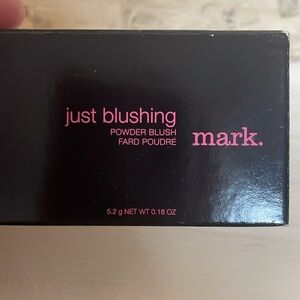 just blushing
POWDER BLUSH
FARD POUDRE
mark.
5.2 g NET WT 0.18 OZ